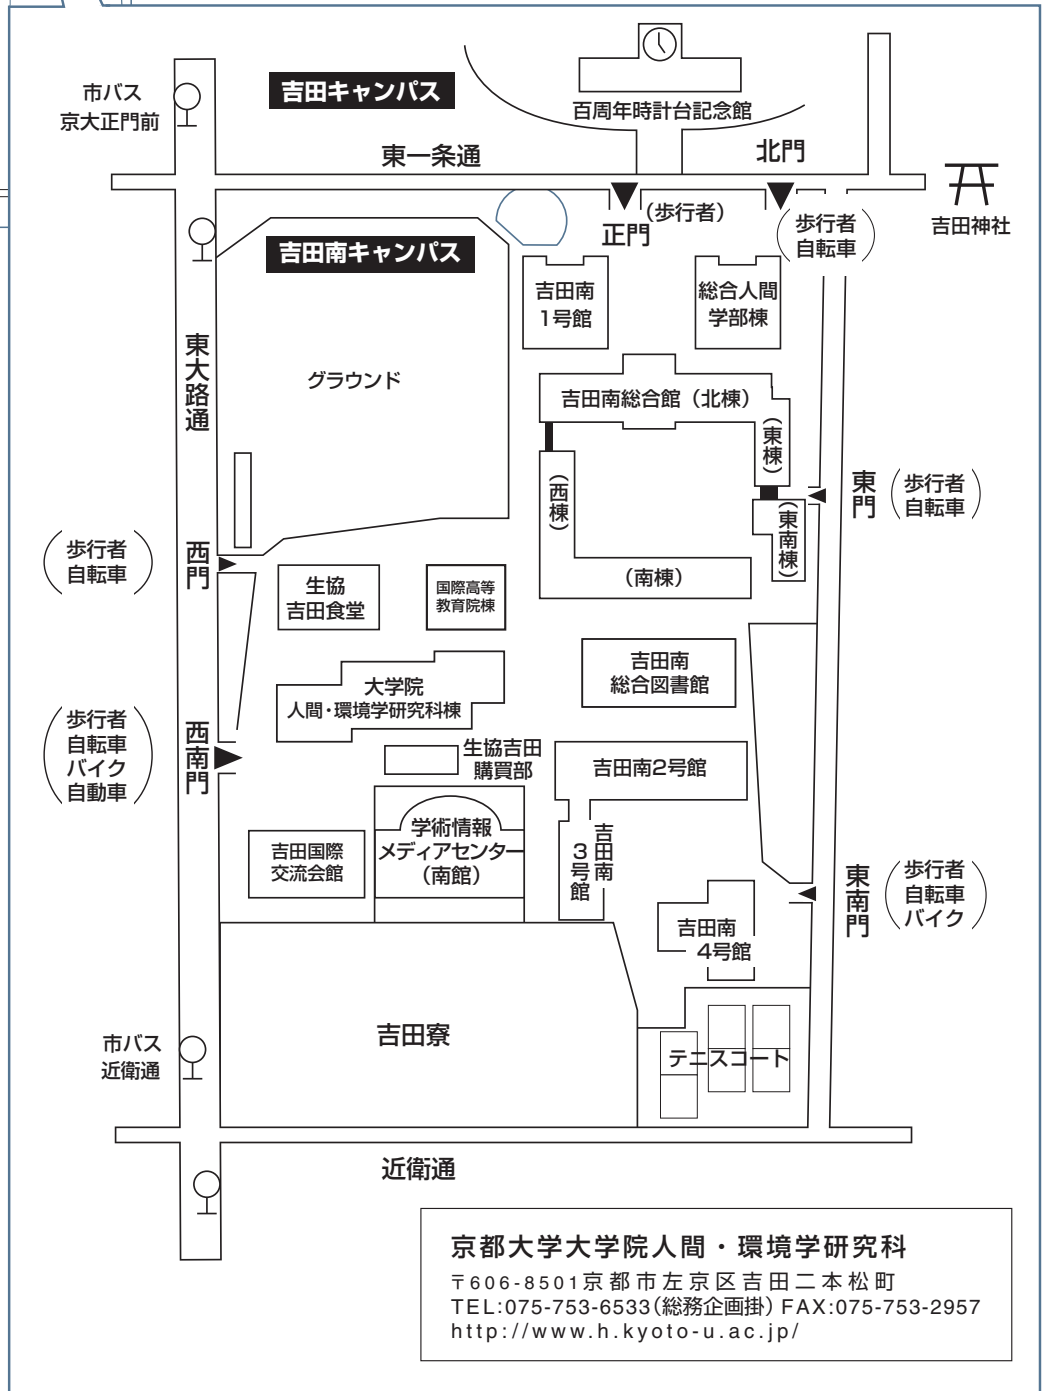 市バス
京大正門前
吉田キャンパス
百周年時計台記念館
東一条通
北門
(歩行者)
正門
(歩行者
自転車)
吉田神社
吉田南キャンパス
吉田南
1号館
総合人間
学部棟
東大路通
グラウンド
吉田南総合館(北棟)
(東棟)
(西棟)
東門
(歩行者
自転車)
(東南棟)
(歩行者
自転車)
西門
生協
吉田食堂
国際高等
教育院棟
(南棟)
吉田南
総合図書館
大学院
人間・環境学研究科棟
(歩行者
自転車
バイク
自動車)
西南門
生協吉田
購買部
吉田南2号館
学術情報
メディアセンター
(南館)
吉田国際
交流会館
吉田南
3号館
東南門
(歩行者
自転車
バイク)
吉田南
4号館
吉田寮
テニスコート
市バス
近衛通
近衛通
京都大学大学院人間・環境学研究科
〒606-8501京都市左京区吉田二本松町
TEL:075-753-6533(総務企画掛) FAX:075-753-2957
http://www.h.kyoto-u.ac.jp/